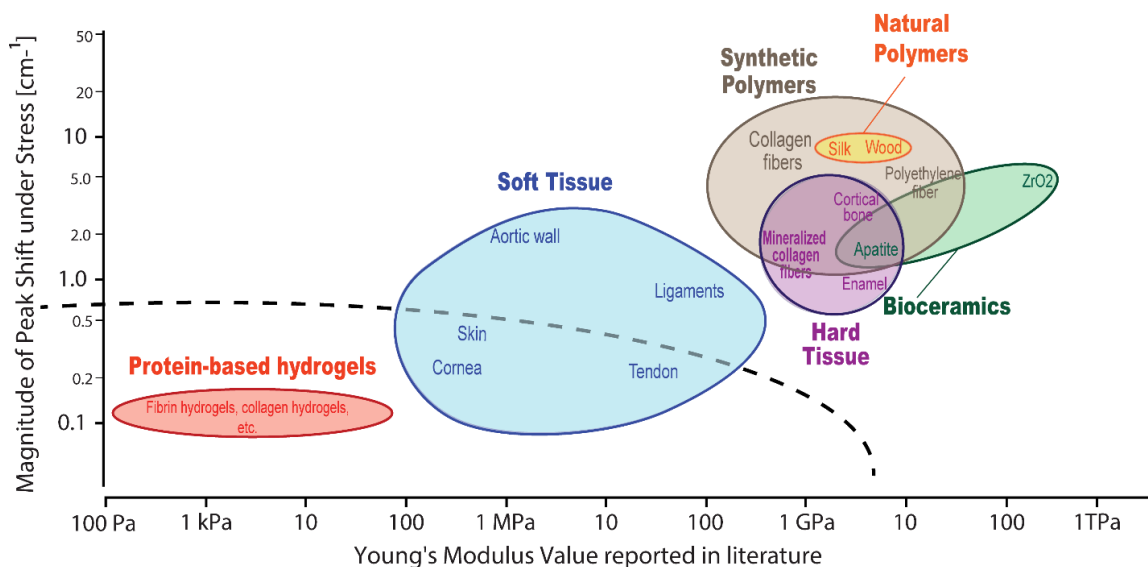 Magnitude of Peak Shift under Stress [cm-1]
50
20
10
5.0
2.0
1.0
0.5
0.2
0.1
Natural
Polymers
Synthetic
Polymers
Collagen
fibers
Silk
Wood
Polyethylene
fiber
ZrO2
Cortical
bone
Mineralized
collagen
fibers
Apatite
Enamel
Bioceramics
Hard
Tissue
Soft Tissue
Aortic wall
Ligaments
Skin
Cornea
Tendon
Protein-based hydrogels
Fibrin hydrogels, collagen hydrogels,
etc.
100 Pa
1 kPa
10
100
1 MPa
10
100
1 GPa
10
100
1TPa
Young's Modulus Value reported in literature